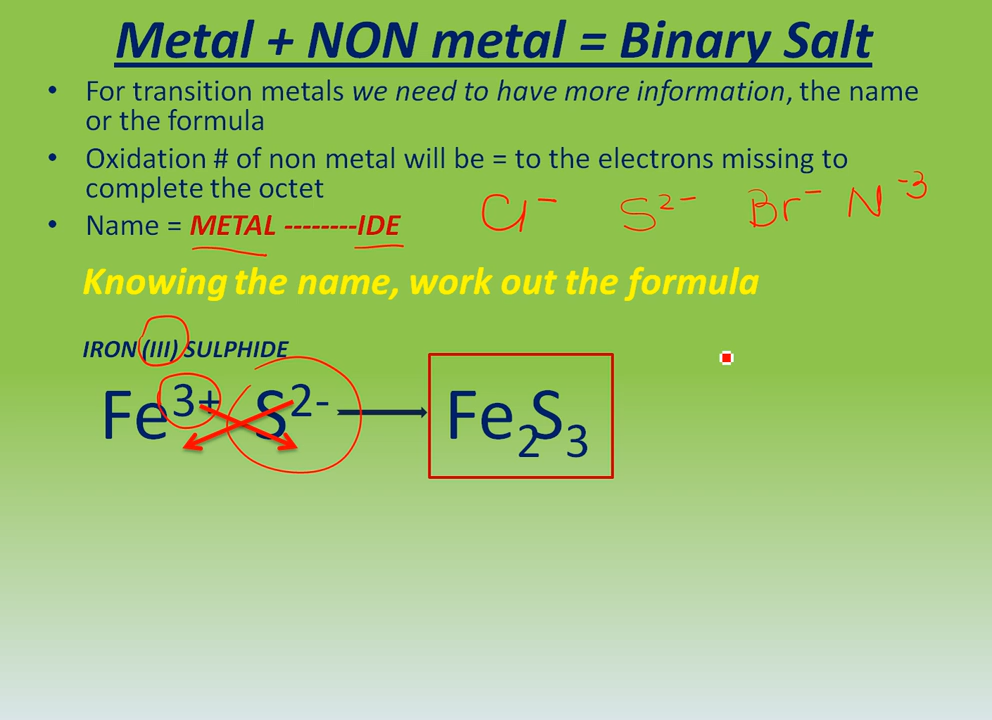 Metal + NON metal = Binary Salt
• For transition metals we need to have more information, the name
or the formula
• Oxidation # of non metal will be = to the electrons missing to
complete the octet
Cl⁻ S²⁻ Br⁻ N⁻³
• Name = METAL --------IDE
Knowing the name, work out the formula
IRON (III) SULPHIDE
Fe³⁺ S²⁻ Fe₂S₃